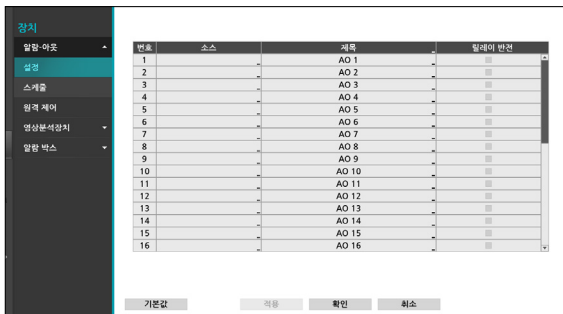 장치
알람-아웃
설정
스케줄
원격 제어
영상분석장치
알람 박스
번호 소스 제목 릴레이 반전
1 AO 1
2 AO 2
3 AO 3
4 AO 4
5 AO 5
6 AO 6
7 AO 7
8 AO 8
9 AO 9
10 AO 10
11 AO 11
12 AO 12
13 AO 13
14 AO 14
15 AO 15
16 AO 16
기본값 적용 확인 취소